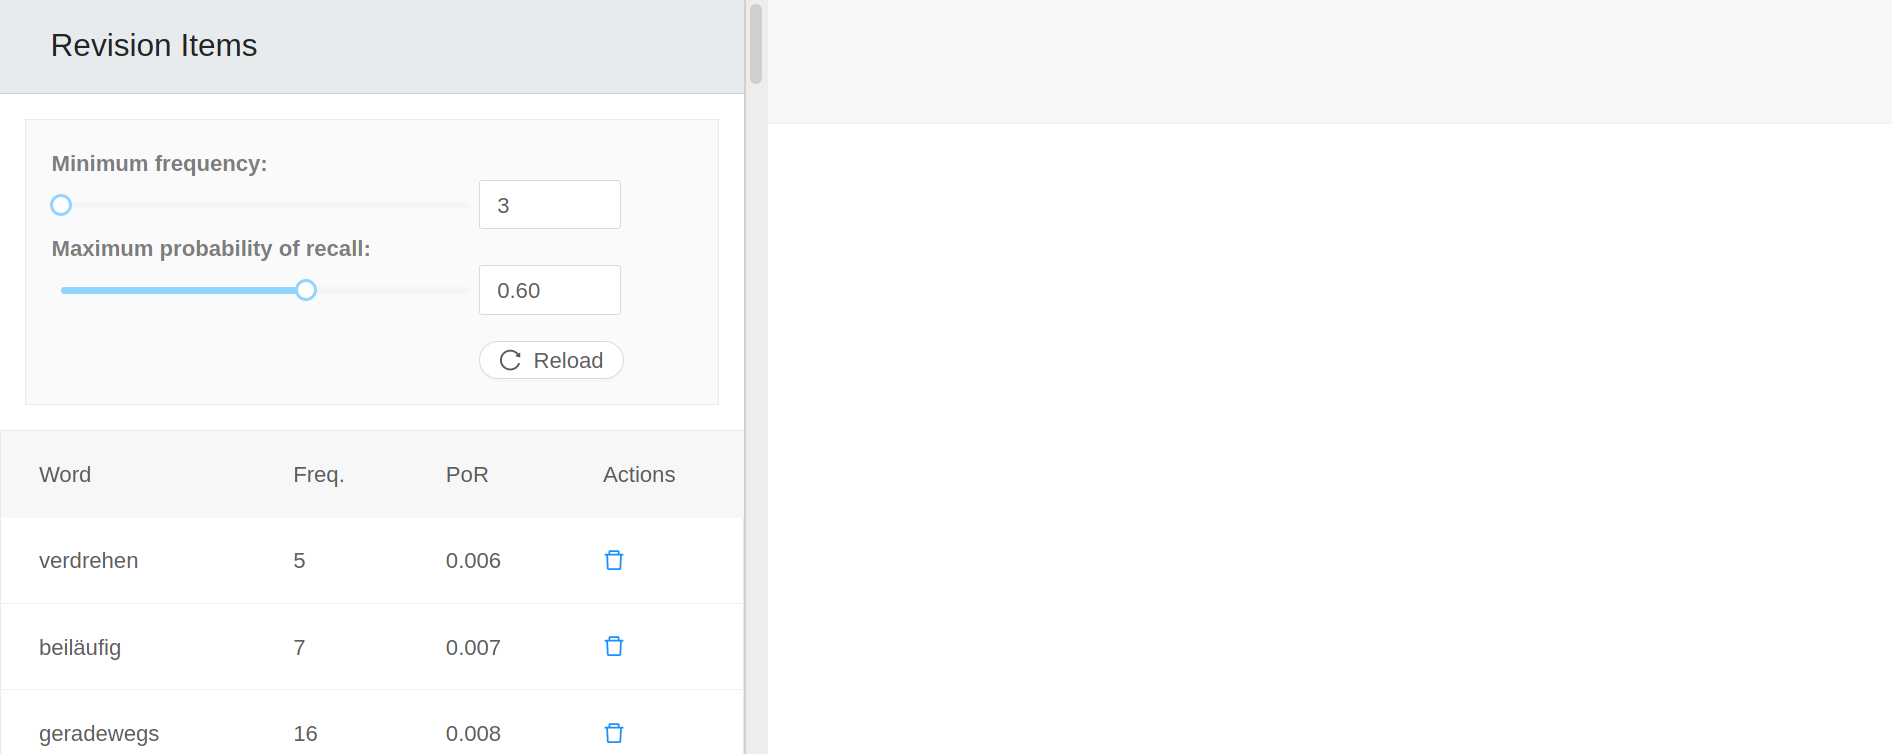 Revision Items
Minimum frequency:
3
Maximum probability of recall:
0.60
Reload
Word Freq. PoR Actions
verdrehen 5 0.006
beiläufig 7 0.007
geradewegs 16 0.008